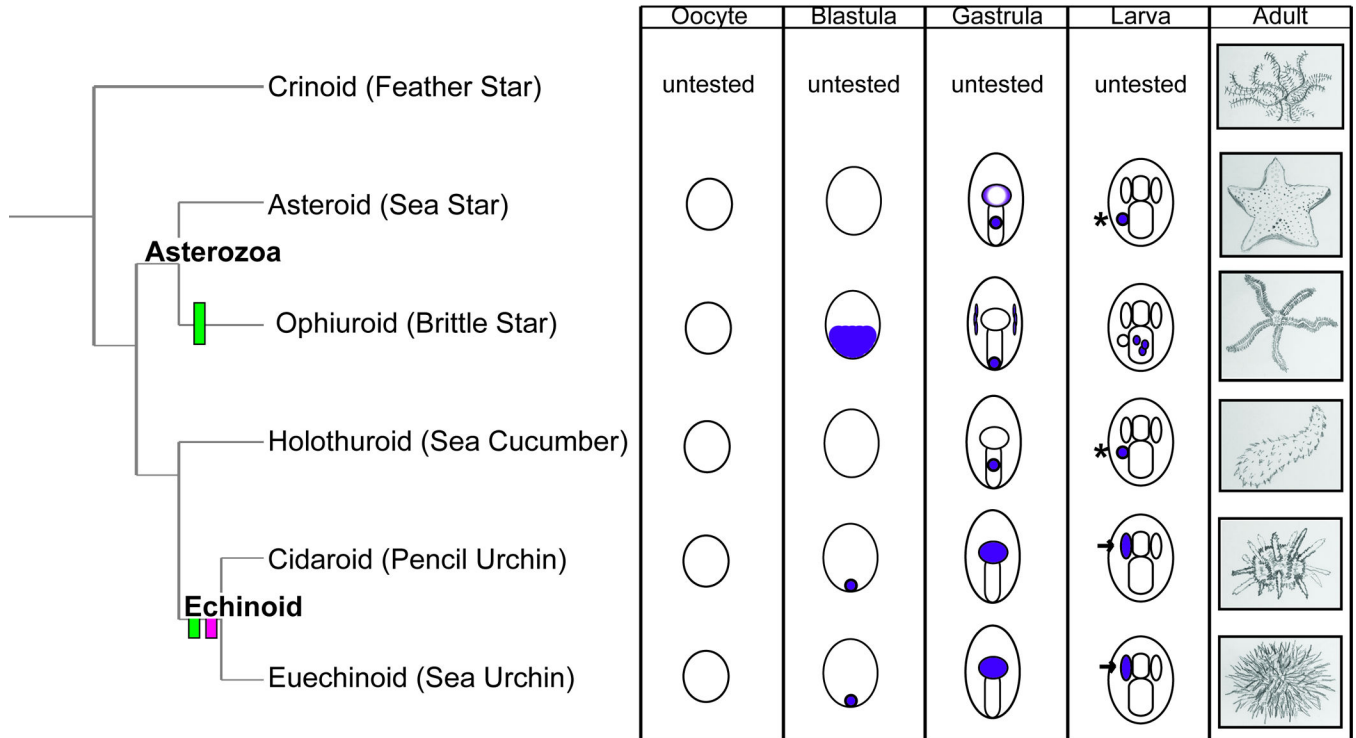 Oocyte Blastula Gastrula Larva Adult
Crinoid (Feather Star) untested untested untested untested
Asteroid (Sea Star)
*
Asterozoa
Ophiuroid (Brittle Star)
Holothuroid (Sea Cucumber)
*
Cidaroid (Pencil Urchin)
Echinoid
Euechinoid (Sea Urchin)